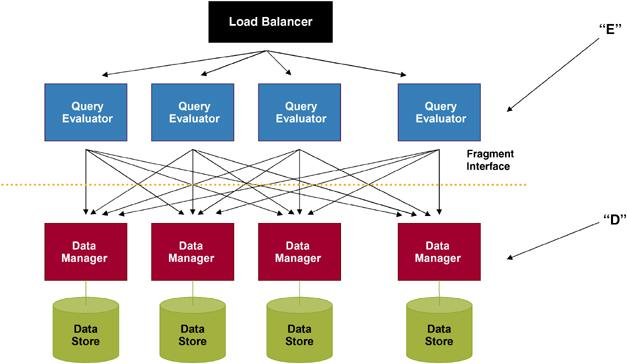 Load Balancer
“E”
Query
Evaluator
Query
Evaluator
Query
Evaluator
Query
Evaluator
Fragment
Interface
“D”
Data
Manager
Data
Manager
Data
Manager
Data
Manager
Data
Store
Data
Store
Data
Store
Data
Store